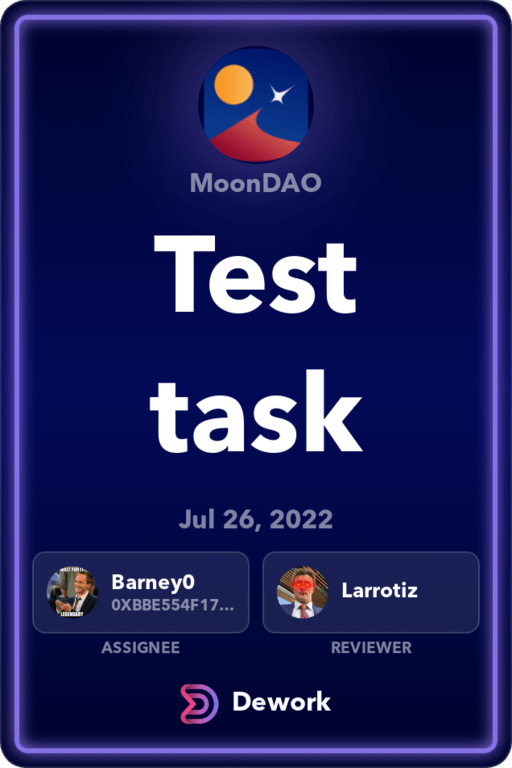 MoonDAO
Test
task
Jul 26, 2022
Barney0
0XBBE554F17...
Larrotiz
ASSIGNEE
REVIEWER
Dework